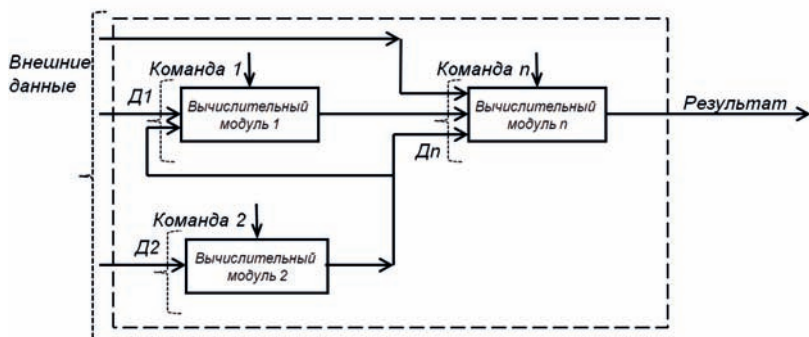 Внешние
данные
Команда 1
Д1
Вычислительный
модуль 1
Команда n
Вычислительный
модуль n
Дn
Результат
Команда 2
Д2
Вычислительный
модуль 2